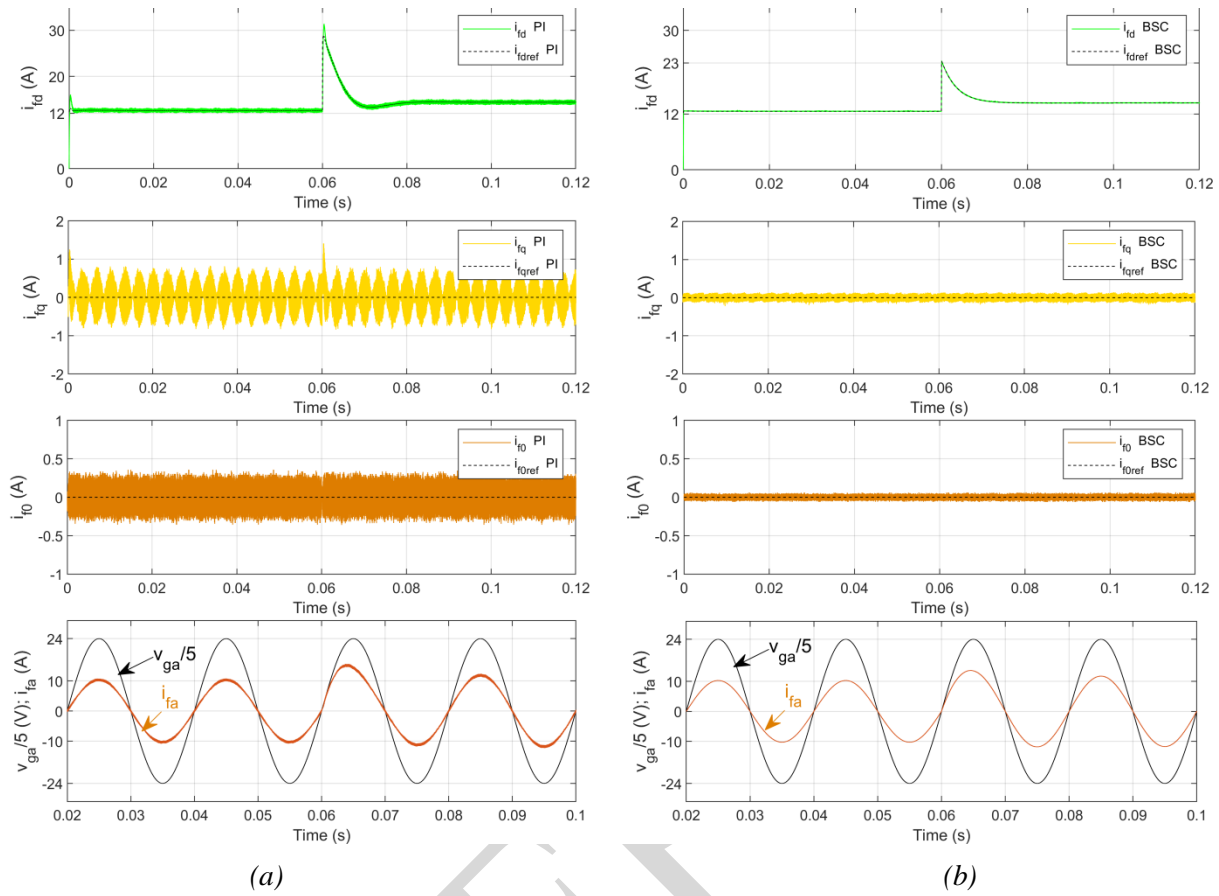 i_fd PI
i_fdref PI
30
20
12
0
i_fd (A)
0 0.02 0.04 0.06 0.08 0.1 0.12
Time (s)
i_fq PI
i_fqref PI
2
1
0
-1
-2
i_fq (A)
0 0.02 0.04 0.06 0.08 0.1 0.12
Time (s)
i_f0 PI
i_f0ref PI
1
0.5
0
-0.5
-1
i_f0 (A)
0 0.02 0.04 0.06 0.08 0.1 0.12
Time (s)
24
10
0
-10
-24
v_ga/5 (V); i_fa (A)
v_ga/5
i_fa
0.02 0.03 0.04 0.05 0.06 0.07 0.08 0.09 0.1
Time (s)
(a)
i_fd BSC
i_fdref BSC
30
23
12
0
i_fd (A)
0 0.02 0.04 0.06 0.08 0.1 0.12
Time (s)
i_fq BSC
i_fqref BSC
2
1
0
-1
-2
i_fq (A)
0 0.02 0.04 0.06 0.08 0.1 0.12
Time (s)
i_f0 BSC
i_f0ref BSC
1
0.5
0
-0.5
-1
i_f0 (A)
0 0.02 0.04 0.06 0.08 0.1 0.12
Time (s)
24
10
0
-10
-24
v_ga/5 (V); i_fa (A)
v_ga/5
i_fa
0.02 0.03 0.04 0.05 0.06 0.07 0.08 0.09 0.1
Time (s)
(b)